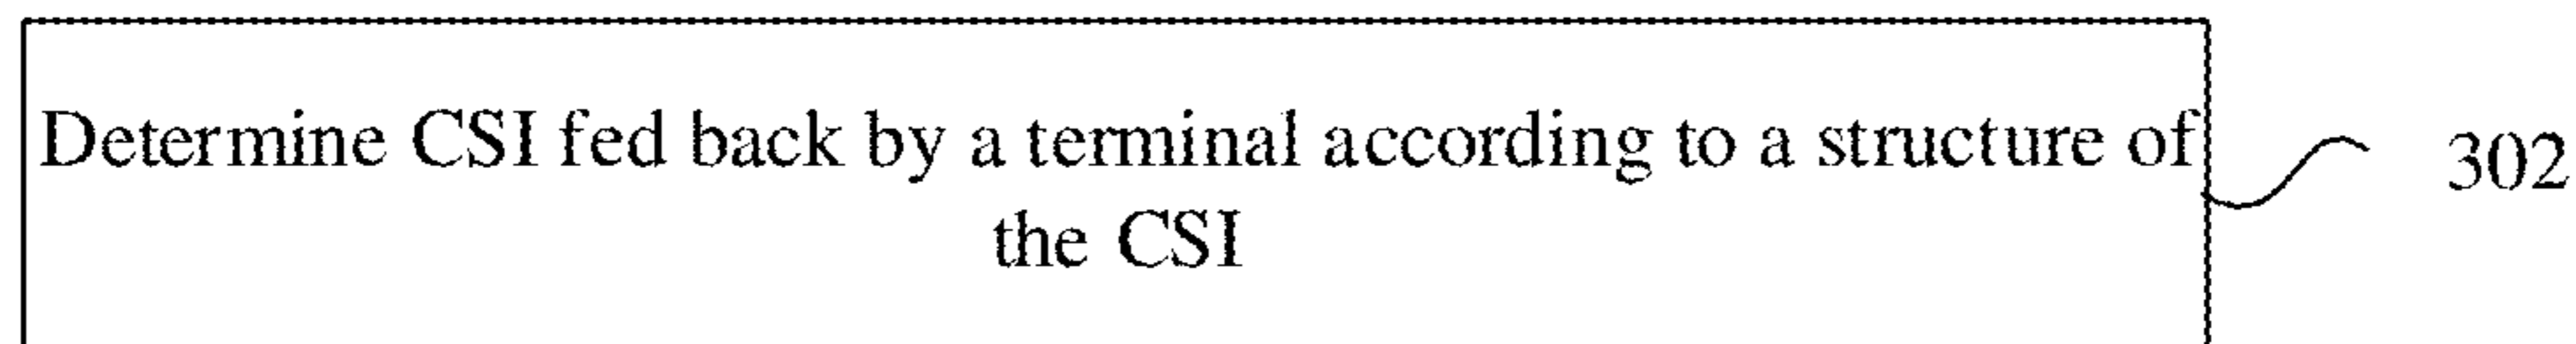 Determine CSI fed back by a terminal according to a structure of
the CSI
302